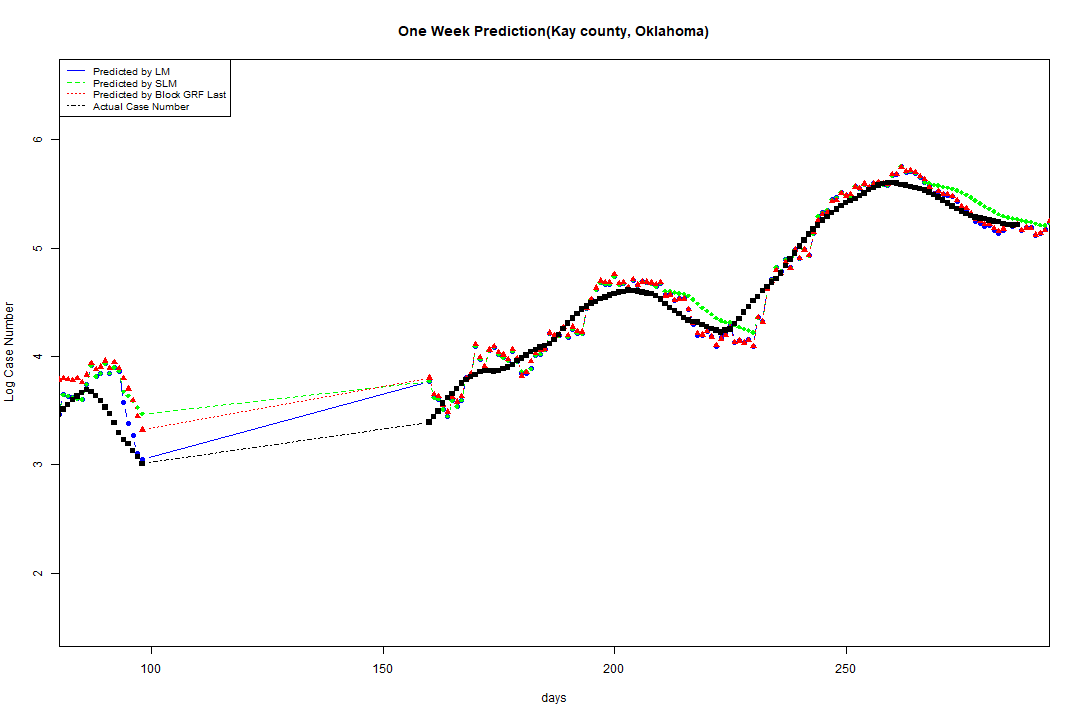 One Week Prediction(Kay county, Oklahoma)
Predicted by LM
Predicted by SLM
Predicted by Block GRF Last
Actual Case Number
Log Case Number
6
5
4
3
2
100 150 200 250
days